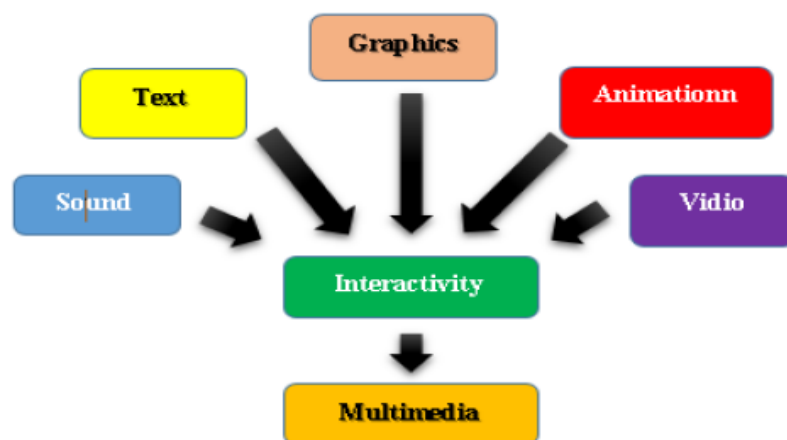 Graphics
Text
Animationn
Sound
Vidio
Interactivity
Multimedia